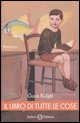 Guus Kuijer
IL LIBRO DI TUTTE LE COSE
Salani Editore